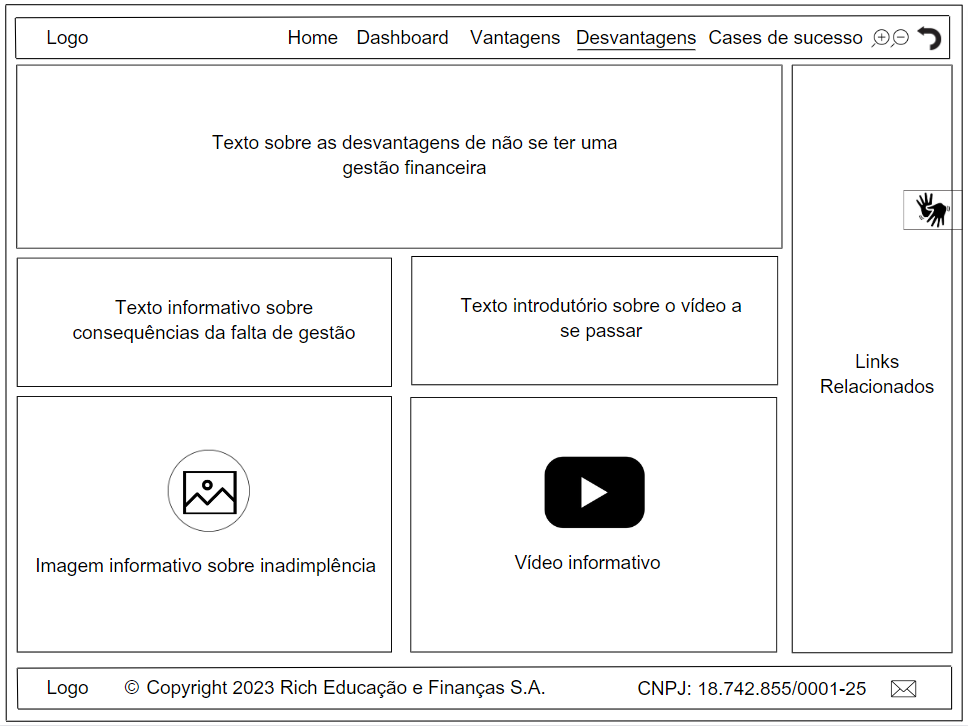 Logo
Home Dashboard Vantagens Desvantagens Cases de sucesso
Texto sobre as desvantagens de não se ter uma
gestão financeira
Texto informativo sobre
consequências da falta de gestão
Texto introdutório sobre o vídeo a
se passar
Imagem informativo sobre inadimplência
Vídeo informativo
Links
Relacionados
Logo
© Copyright 2023 Rich Educação e Finanças S.A.
CNPJ: 18.742.855/0001-25